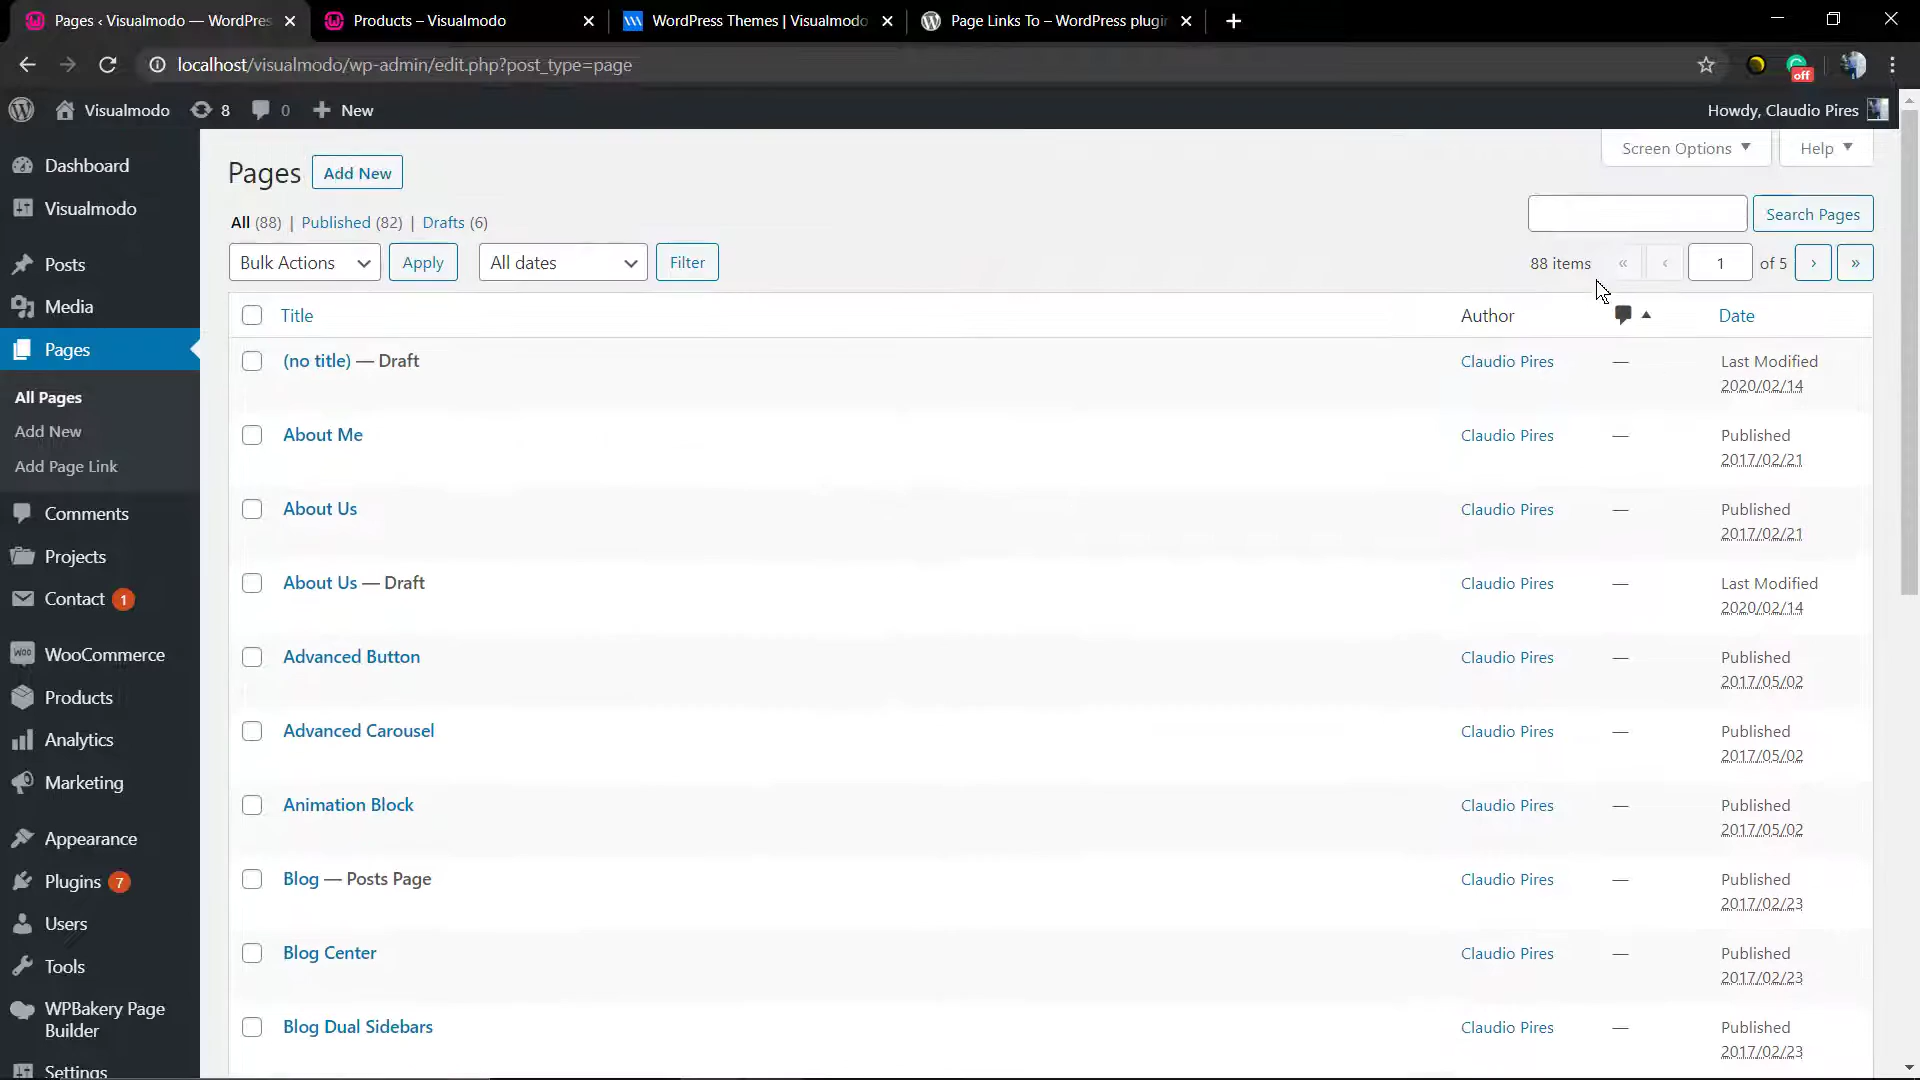 Pages ‹ Visualmodo — WordPres
Products – Visualmodo
WordPress Themes | Visualmodo
Page Links To – WordPress plugin
localhost/visualmodo/wp-admin/edit.php?post_type=page
off
Visualmodo
8
0
New
Howdy, Claudio Pires
Dashboard
Visualmodo
Posts
Media
Pages
All Pages
Add New
Add Page Link
Comments
Projects
Contact 1
WooCommerce
Products
Analytics
Marketing
Appearance
Plugins 7
Users
Tools
WPBakery Page
Builder
Settings
Pages
Add New
Screen Options
Help
All (88) | Published (82) | Drafts (6)
Search Pages
Bulk Actions
Apply
All dates
Filter
88 items « ‹ 1 of 5 › »
Title Author Date
(no title) — Draft Claudio Pires — Last Modified
2020/02/14
About Me Claudio Pires — Published
2017/02/21
About Us Claudio Pires — Published
2017/02/21
About Us — Draft Claudio Pires — Last Modified
2020/02/14
Advanced Button Claudio Pires — Published
2017/05/02
Advanced Carousel Claudio Pires — Published
2017/05/02
Animation Block Claudio Pires — Published
2017/05/02
Blog — Posts Page Claudio Pires — Published
2017/02/23
Blog Center Claudio Pires — Published
2017/02/23
Blog Dual Sidebars Claudio Pires — Published
2017/02/23